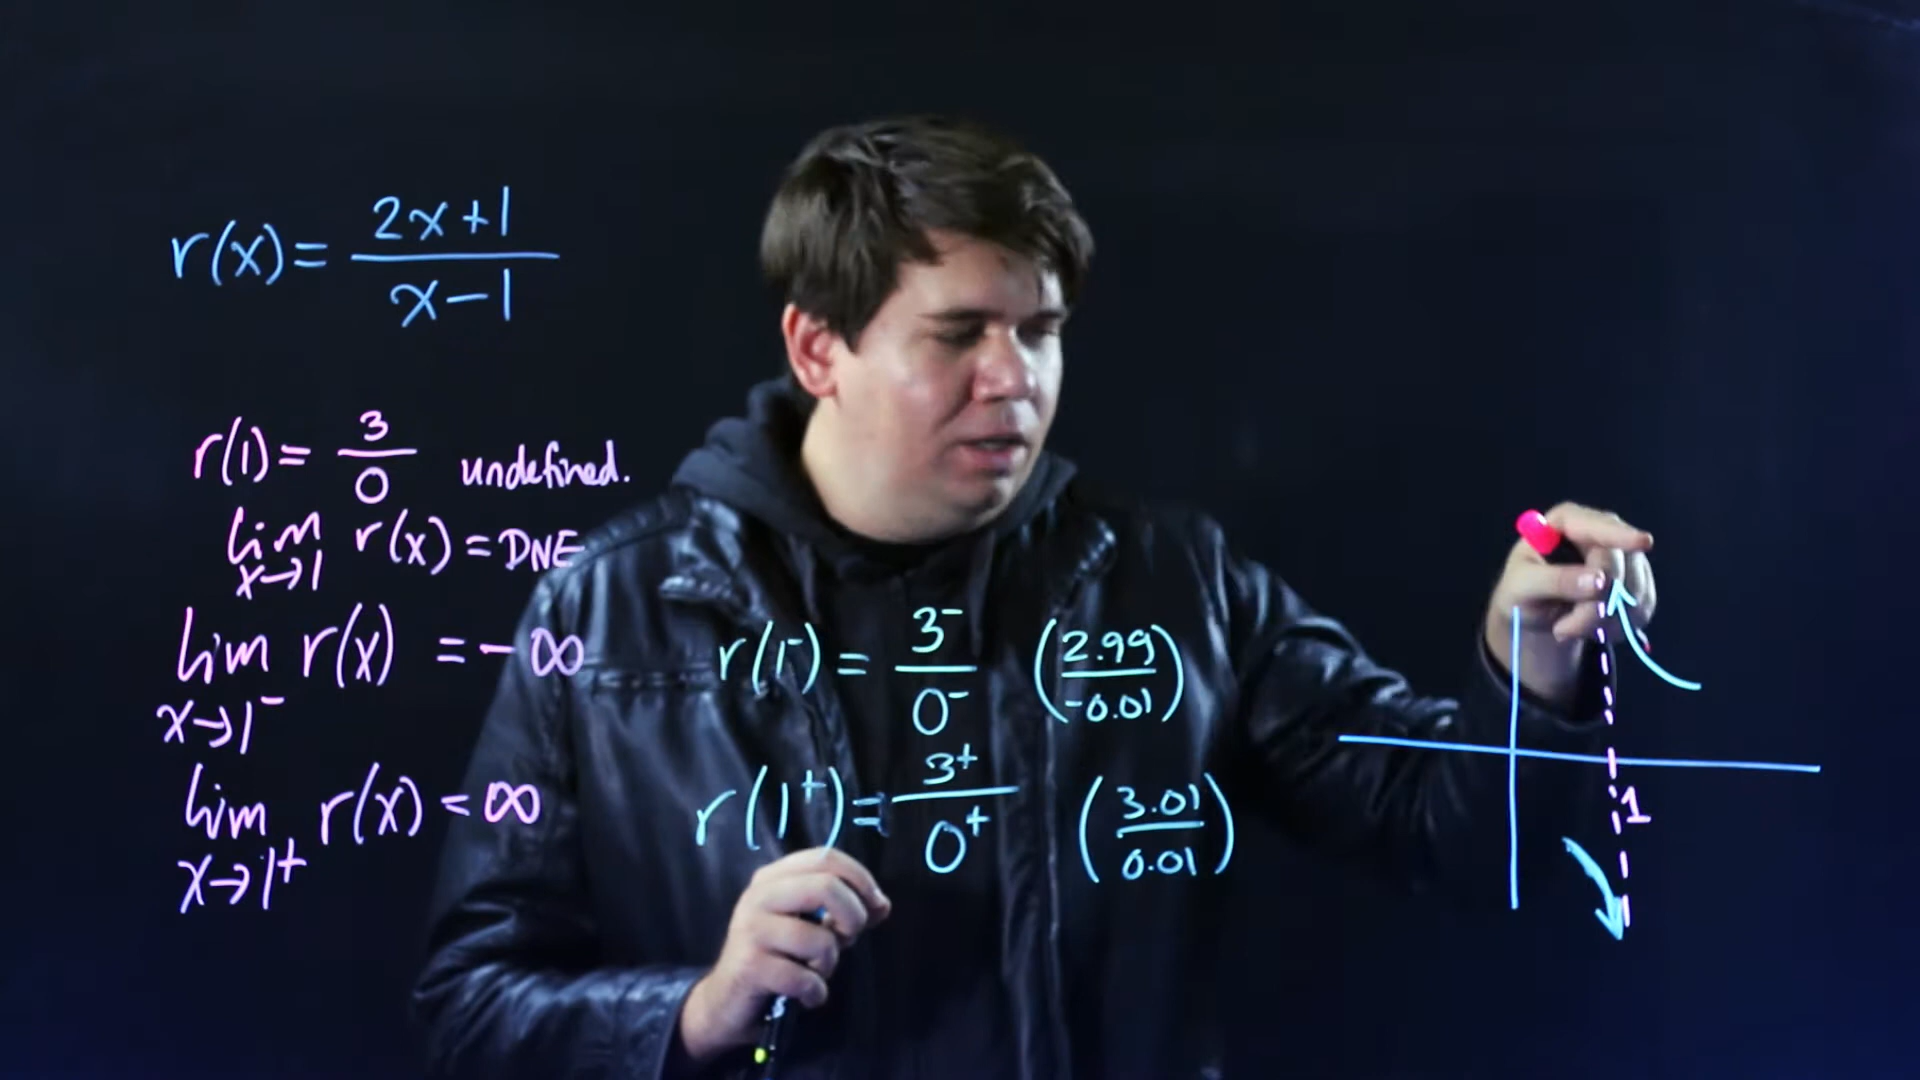 r(x) = (2x+1)/(x-1)
r(1) = 3/0 undefined.
lim x→1 r(x) = DNE
lim x→1⁻ r(x) = -∞
r(1⁻) = 3⁻/0⁻ (2.99/-0.01)
lim x→1⁺ r(x) = ∞
r(1⁺) = 3⁺/0⁺ (3.01/0.01)
1